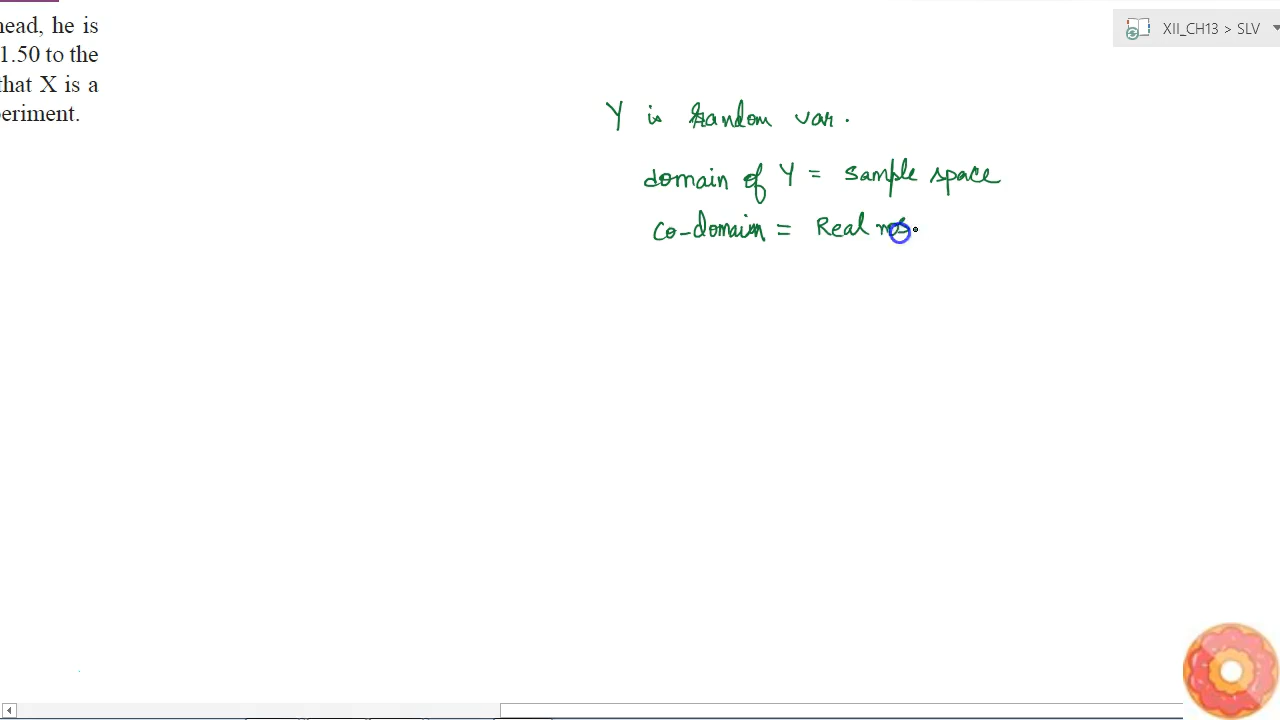 head, he is
1.50 to the
that X is a
periment.
XII_CH13 > SLV
Y is random var.
domain of Y = sample space
co-domain = Real nos.